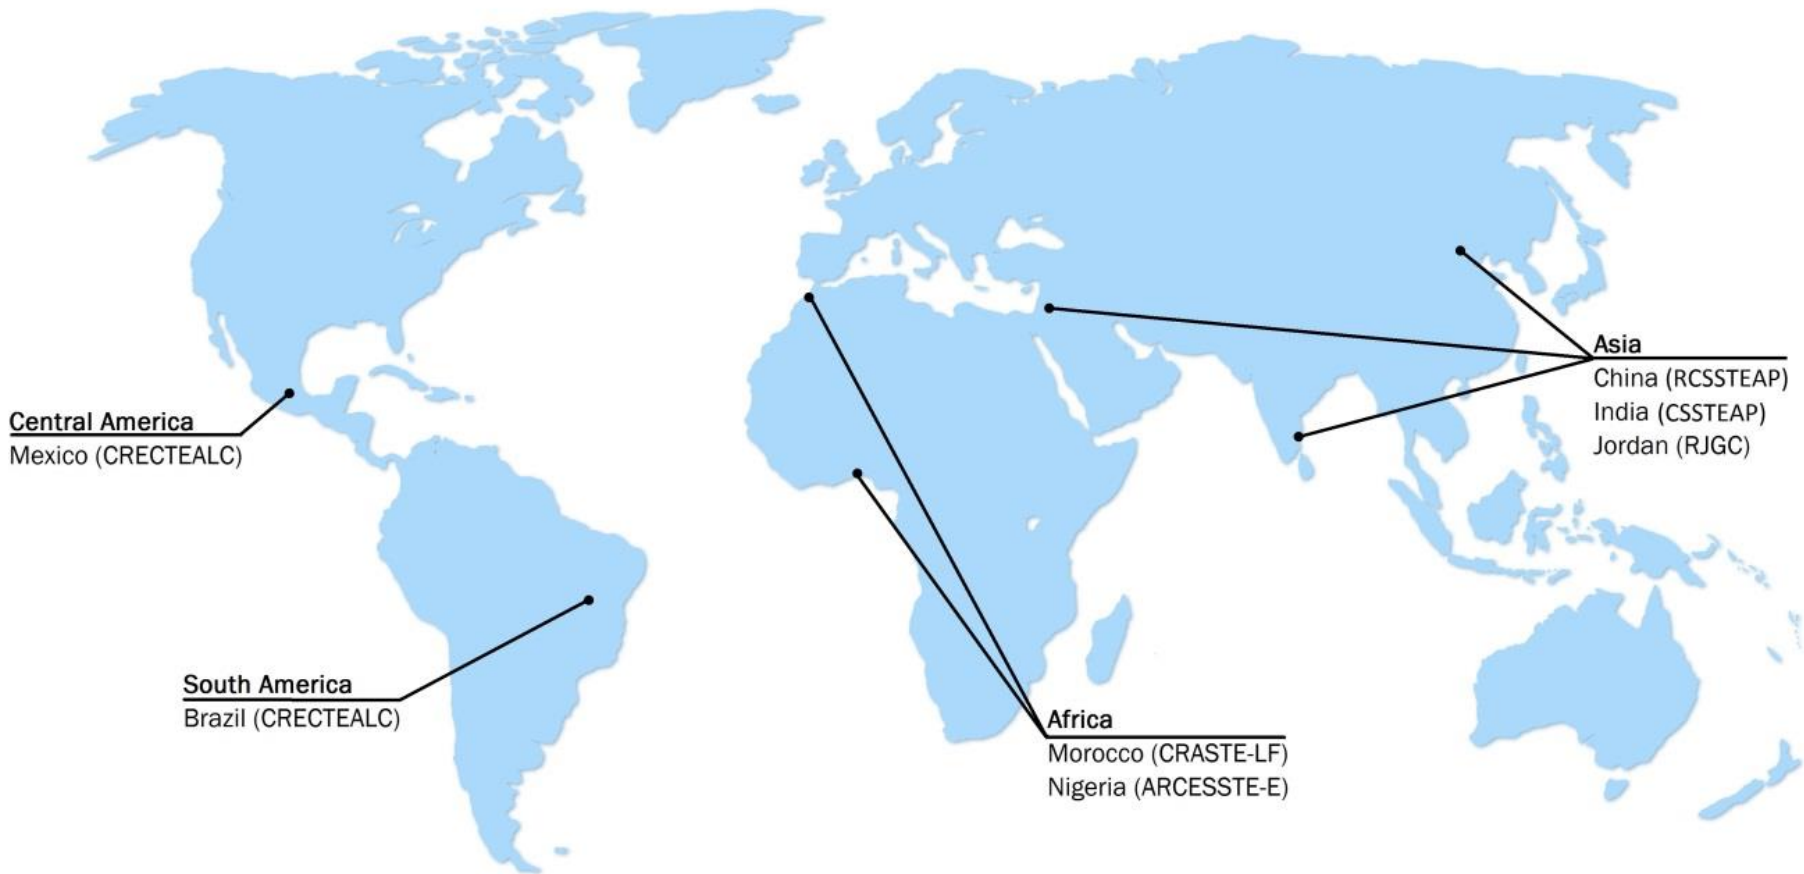 Central America
Mexico (CRECTEALC)
South America
Brazil (CRECTEALC)
Africa
Morocco (CRASTE-LF)
Nigeria (ARCESSTE-E)
Asia
China (RCSSTEAP)
India (CSSTEAP)
Jordan (RJGC)